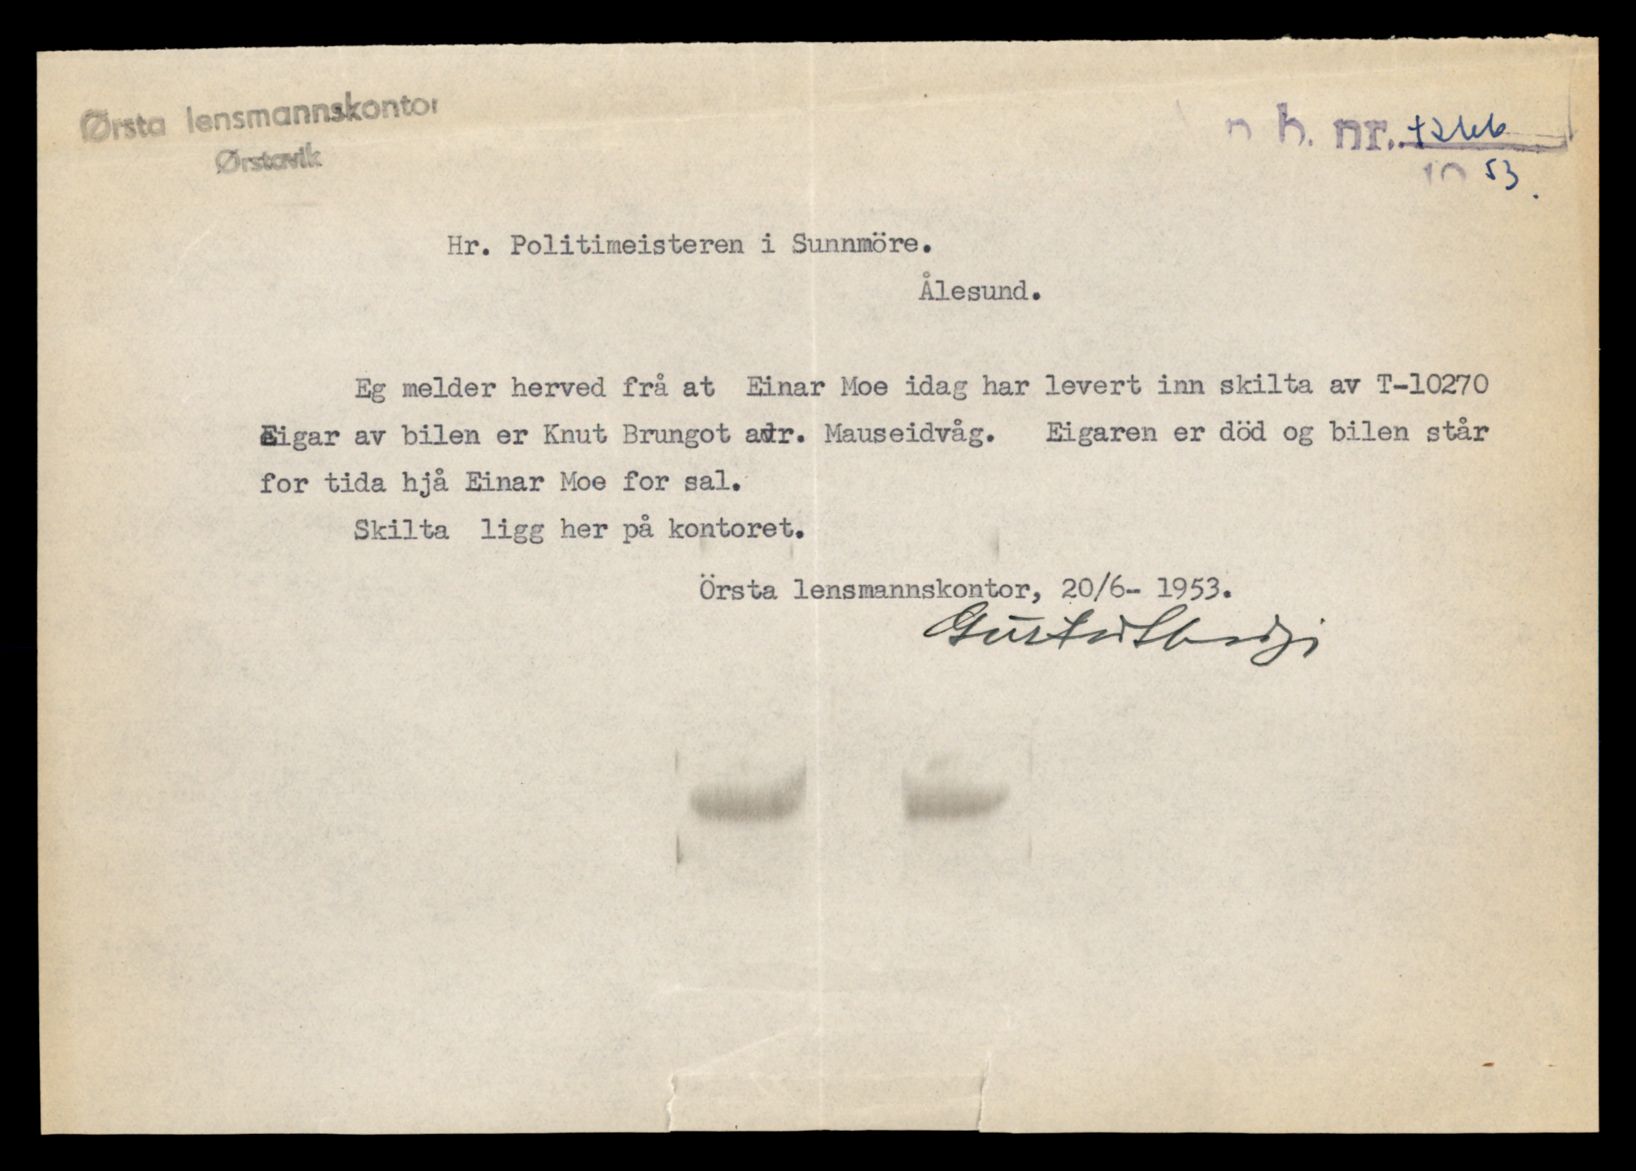 Ørsta lensmannskontor
Ørstavik
h. nr.
53.
Hr. Politimeisteren i Sunnmöre.
Ålesund.
Eg melder herved frå at Einar Moe idag har levert inn skilta av T-10270
Eigar av bilen er Knut Brungot adr. Mauseidvåg. Eigaren er död og bilen står
for tida hjå Einar Moe for sal.
Skilta ligg her på kontoret.
Örsta lensmannskontor, 20/6- 1953.